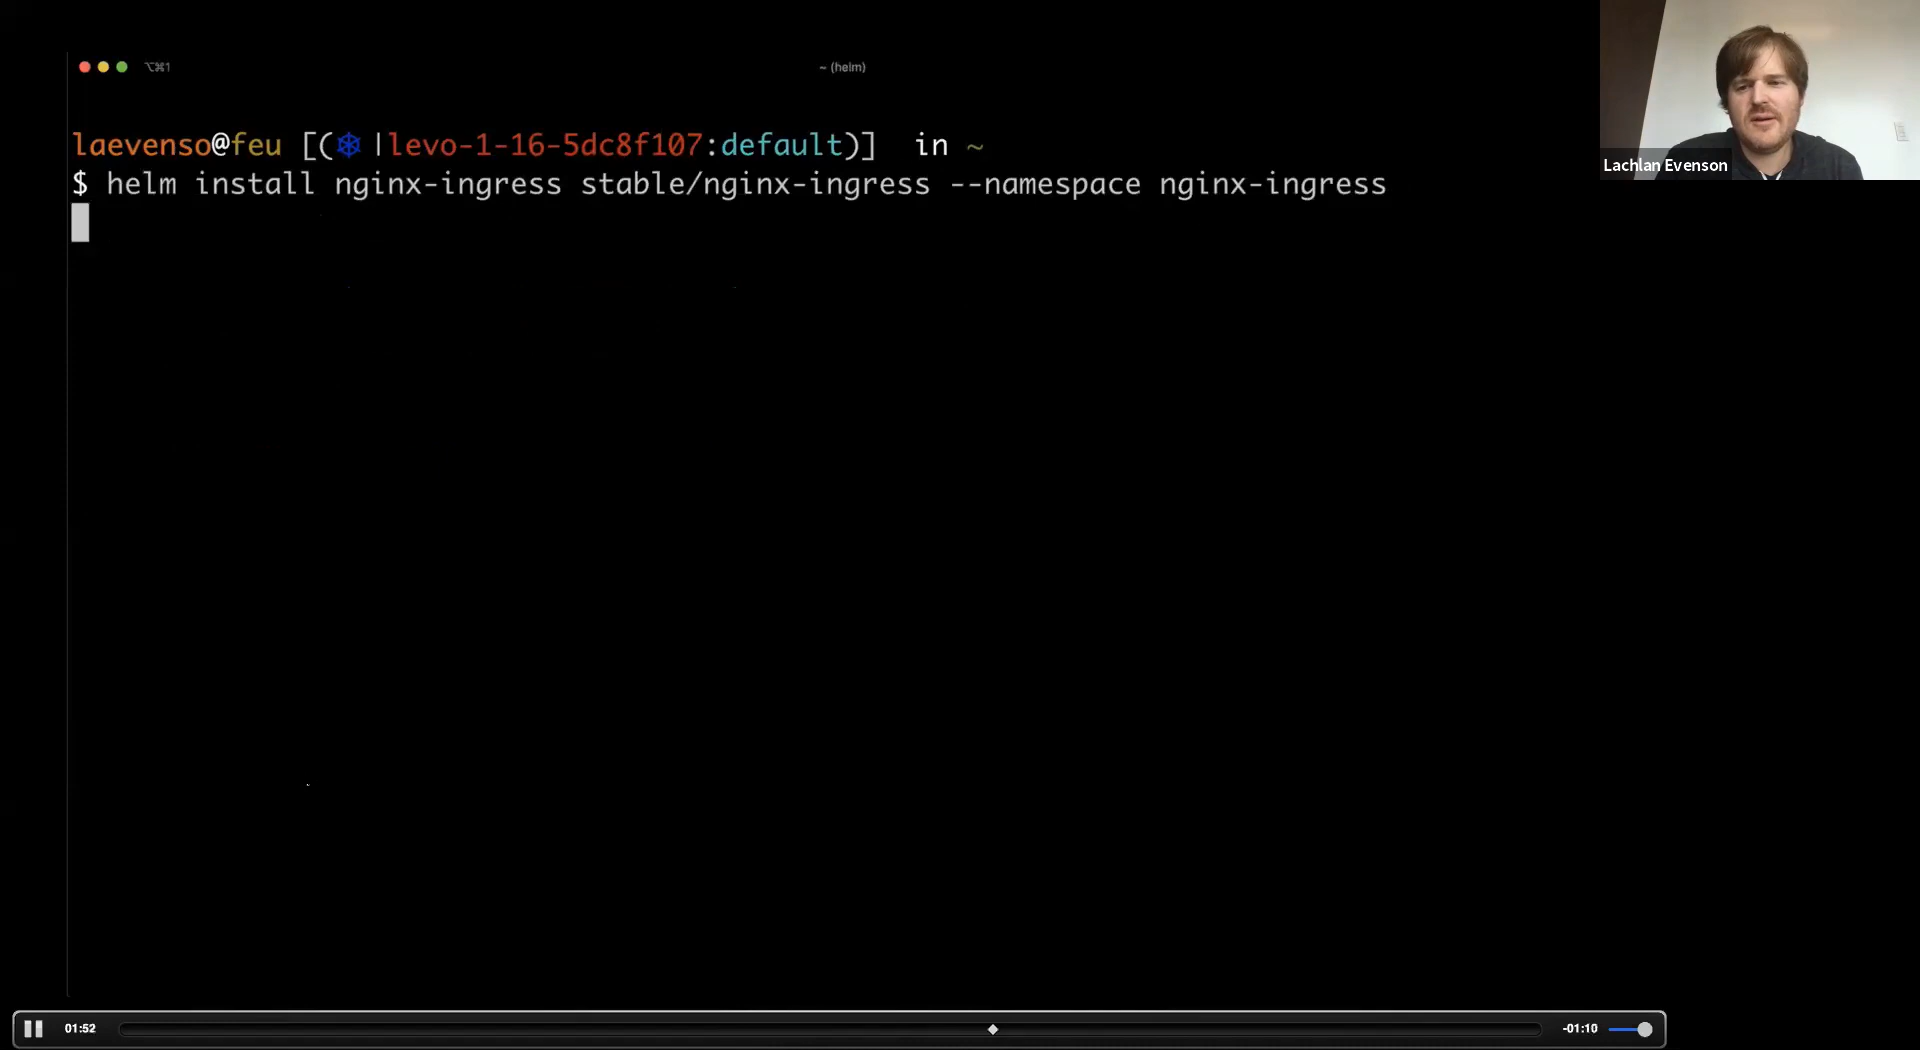 ⌥⌘1
~ (helm)
laevenso@feu [(⎈ |levo-1-16-5dc8f107:default)] in ~
$ helm install nginx-ingress stable/nginx-ingress --namespace nginx-ingress
Lachlan Evenson
01:52
-01:10